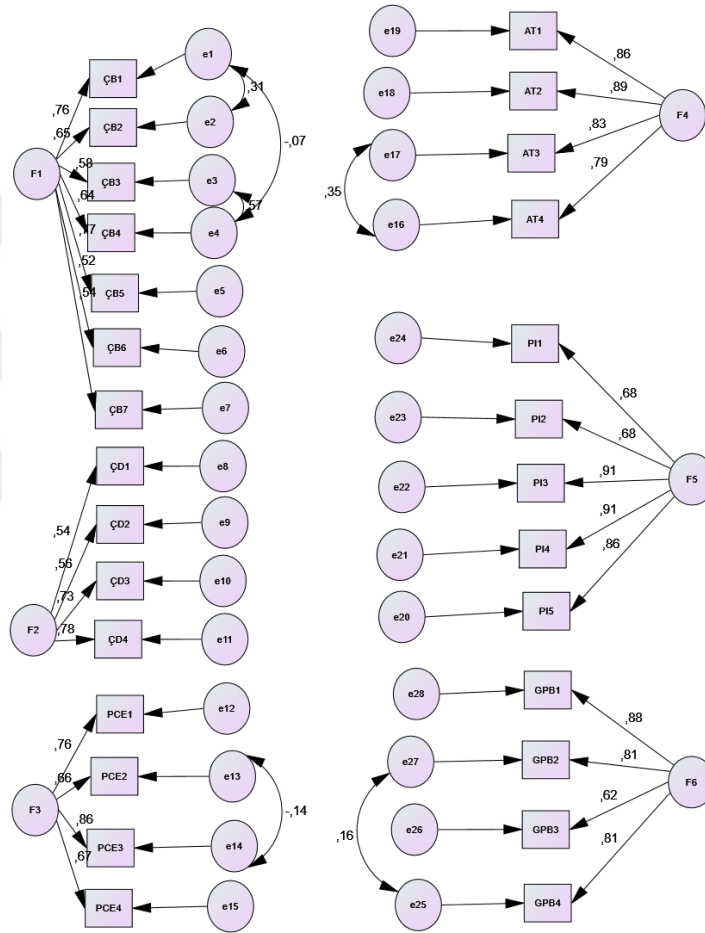 e1
ÇB1
,76
,31
e2
ÇB2
,65
-,07
F1
,58
ÇB3
e3
,64
,57
,77
ÇB4
e4
,52
,54
ÇB5
e5
ÇB6
e6
ÇB7
e7
ÇD1
e8
,54
ÇD2
e9
,56
ÇD3
e10
,73
F2
,78
ÇD4
e11
PCE1
e12
,76
,66
PCE2
e13
F3
,86
-,14
PCE3
e14
,67
PCE4
e15
e19
AT1
,86
e18
AT2
,89
F4
,83
e17
AT3
,79
,35
e16
AT4
e24
PI1
,68
e23
PI2
,68
,91
F5
e22
PI3
,91
e21
PI4
,86
e20
PI5
e28
GPB1
,88
e27
GPB2
,81
F6
,62
e26
GPB3
,81
,16
e25
GPB4